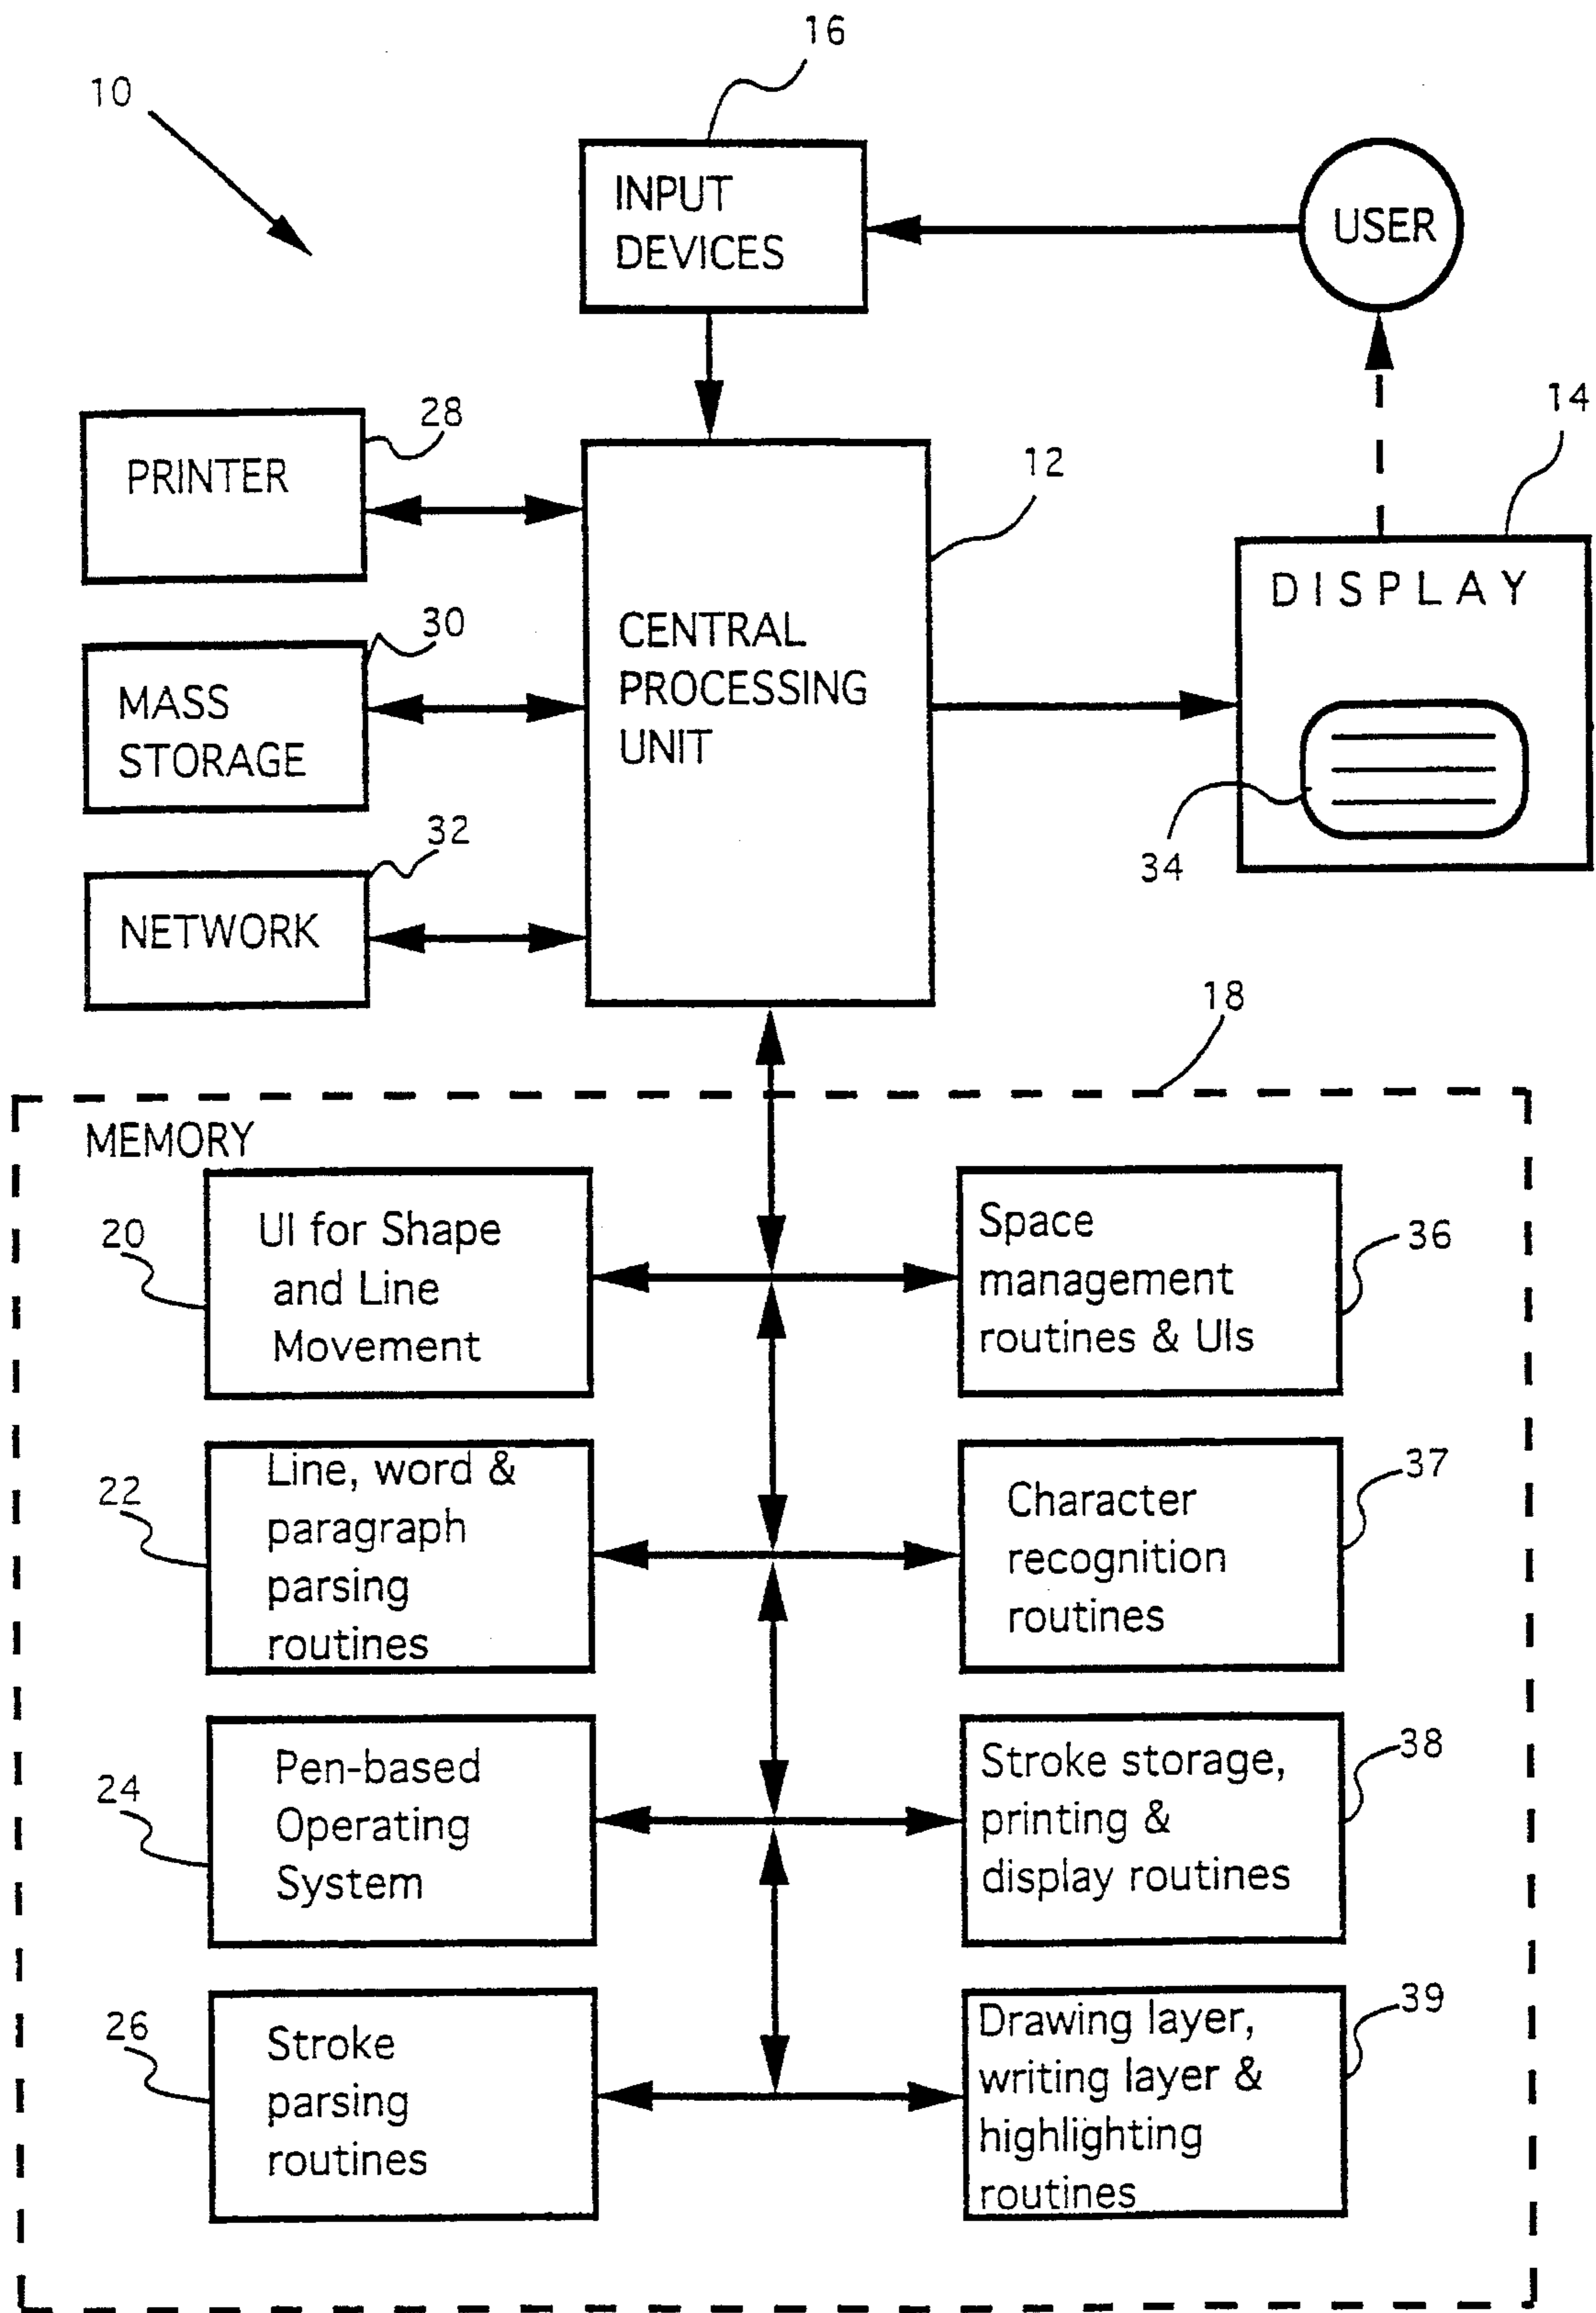 16
10
INPUT
DEVICES
USER
14
28
PRINTER
12
DISPLAY
30
CENTRAL
PROCESSING
UNIT
MASS
STORAGE
34
32
NETWORK
18
MEMORY
20
UI for Shape
and Line
Movement
Space
management
routines & UIs
36
22
Line, word &
paragraph
parsing
routines
Character
recognition
routines
37
24
Pen-based
Operating
System
Stroke storage,
printing &
display routines
38
26
Stroke
parsing
routines
Drawing layer,
writing layer &
highlighting
routines
39